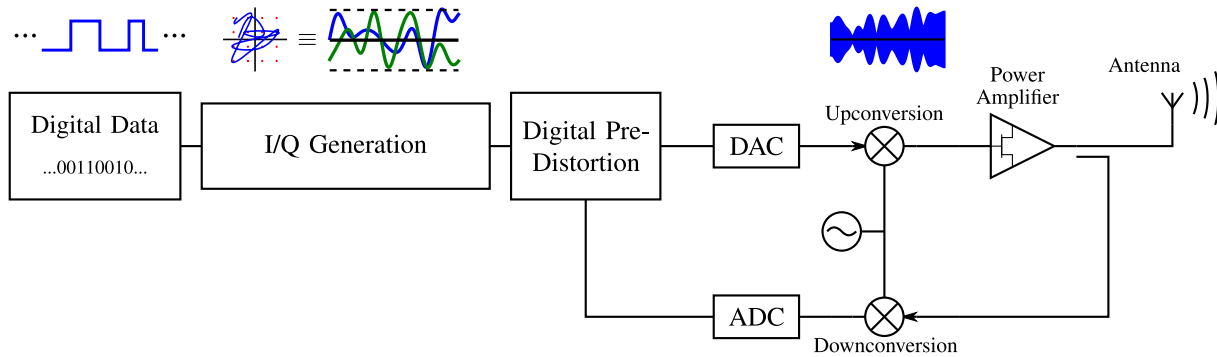 Digital Data
...00110010...
I/Q Generation
Digital Pre-
Distortion
DAC
Upconversion
Power
Amplifier
Antenna
ADC
Downconversion